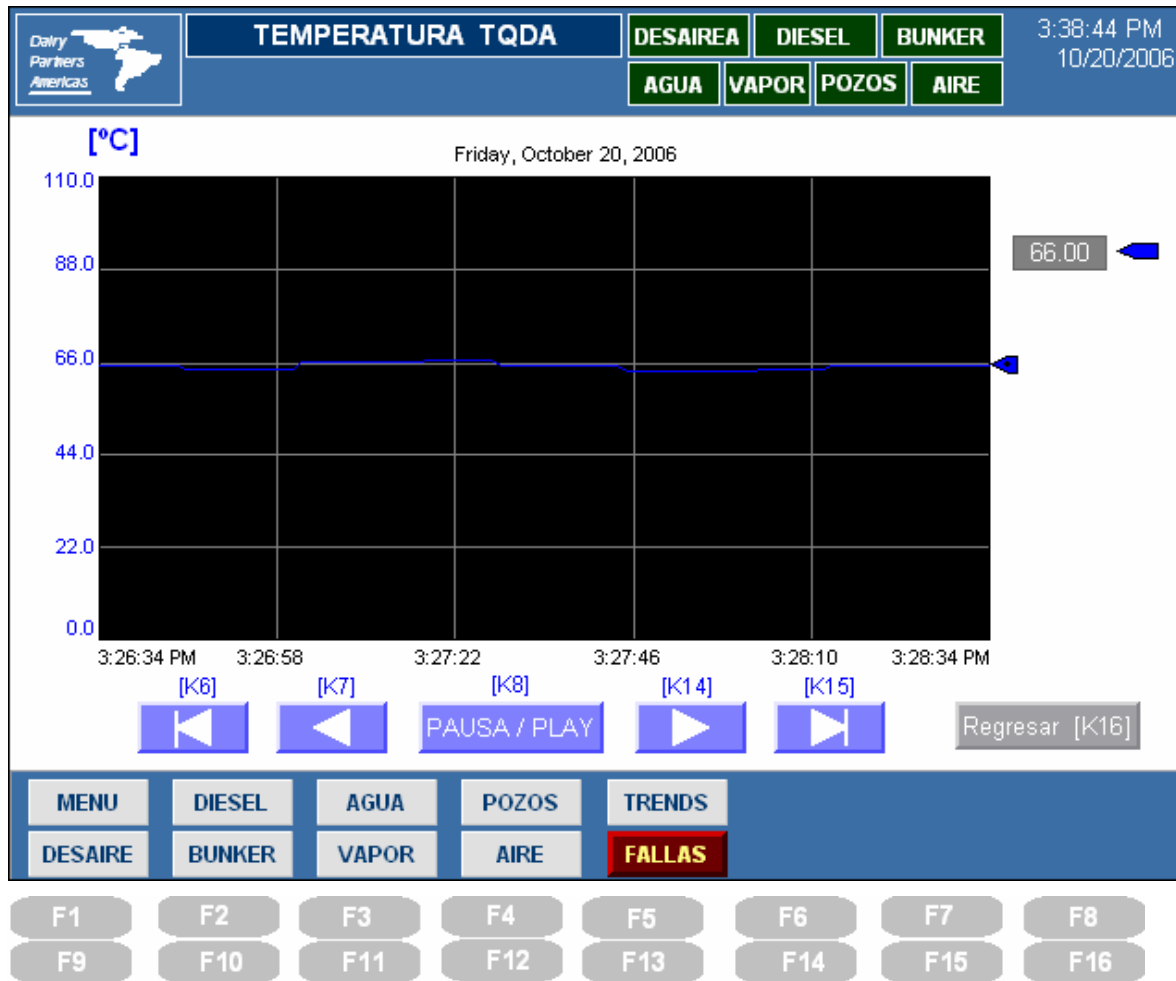 Dairy
Partners
Americas
TEMPERATURA TQDA
DESAIREA DIESEL BUNKER
AGUA VAPOR POZOS AIRE
3:38:44 PM
10/20/2006
[ºC]
Friday, October 20, 2006
110.0
88.0
66.0
44.0
22.0
0.0
66.00
3:26:34 PM 3:26:58 3:27:22 3:27:46 3:28:10 3:28:34 PM
[K6] [K7] [K8] [K14] [K15]
PAUSA / PLAY
Regresar [K16]
MENU DIESEL AGUA POZOS TRENDS
DESAIRE BUNKER VAPOR AIRE FALLAS
F1 F2 F3 F4 F5 F6 F7 F8
F9 F10 F11 F12 F13 F14 F15 F16